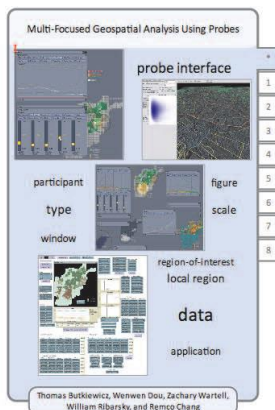 Multi-Focused Geospatial Analysis Using Probes
probe interface
*
1
2
3
4
5
6
7
8
participant
figure
type
scale
window
region-of-interest
local region
data
application
Thomas Butkiewicz, Wenwen Dou, Zachary Wartell,
William Ribarsky, and Remco Chang